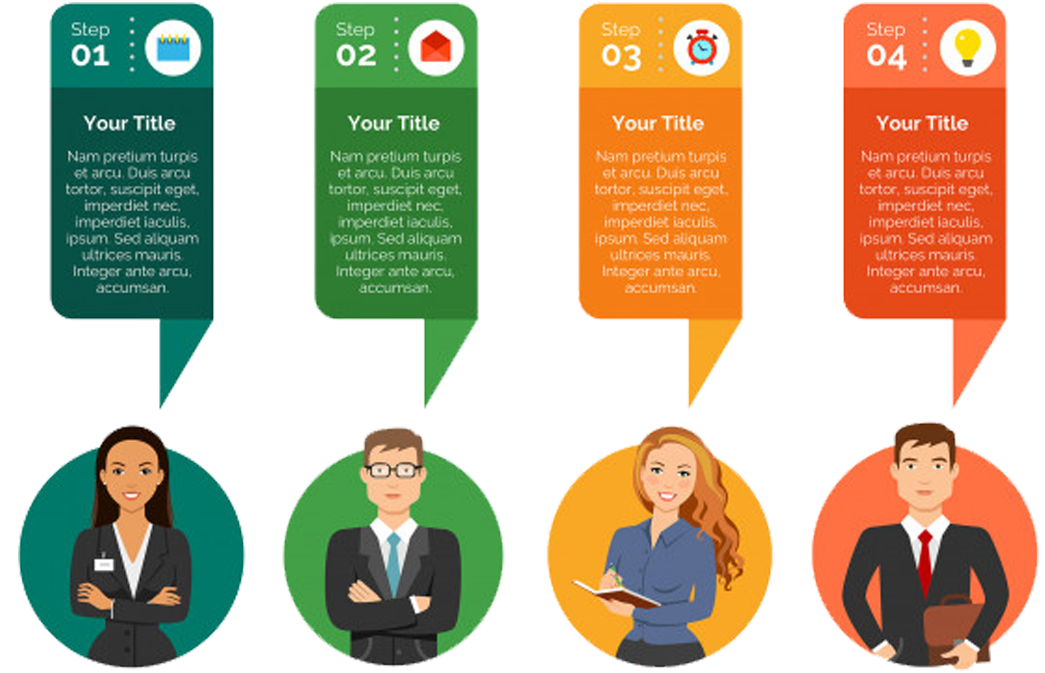 Step
01
Your Title
Nam pretium turpis
et arcu. Duis arcu
tortor, suscipit eget,
imperdiet nec,
imperdiet iaculis,
ipsum. Sed aliquam
ultrices mauris.
Integer ante arcu,
accumsan.
Step
02
Your Title
Nam pretium turpis
et arcu. Duis arcu
tortor, suscipit eget,
imperdiet nec,
imperdiet iaculis,
ipsum. Sed aliquam
ultrices mauris.
Integer ante arcu,
accumsan.
Step
03
Your Title
Nam pretium turpis
et arcu. Duis arcu
tortor, suscipit eget,
imperdiet nec,
imperdiet iaculis,
ipsum. Sed aliquam
ultrices mauris.
Integer ante arcu,
accumsan.
Step
04
Your Title
Nam pretium turpis
et arcu. Duis arcu
tortor, suscipit eget,
imperdiet nec,
imperdiet iaculis,
ipsum. Sed aliquam
ultrices mauris.
Integer ante arcu,
accumsan.